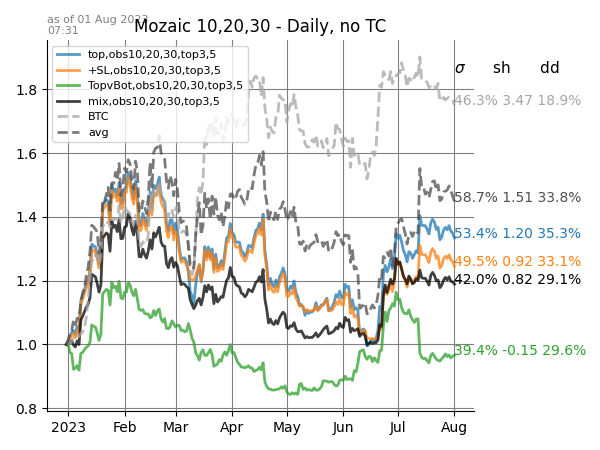 as of 01 Aug 2023
07:31
Mozaic 10,20,30 - Daily, no TC
top,obs10,20,30,top3,5
+SL,obs10,20,30,top3,5
TopvBot,obs10,20,30,top3,5
mix,obs10,20,30,top3,5
BTC
avg
σ sh dd
46.3% 3.47 18.9%
58.7% 1.51 33.8%
53.4% 1.20 35.3%
49.5% 0.92 33.1%
42.0% 0.82 29.1%
39.4% -0.15 29.6%
1.8
1.6
1.4
1.2
1.0
0.8
2023 Feb Mar Apr May Jun Jul Aug